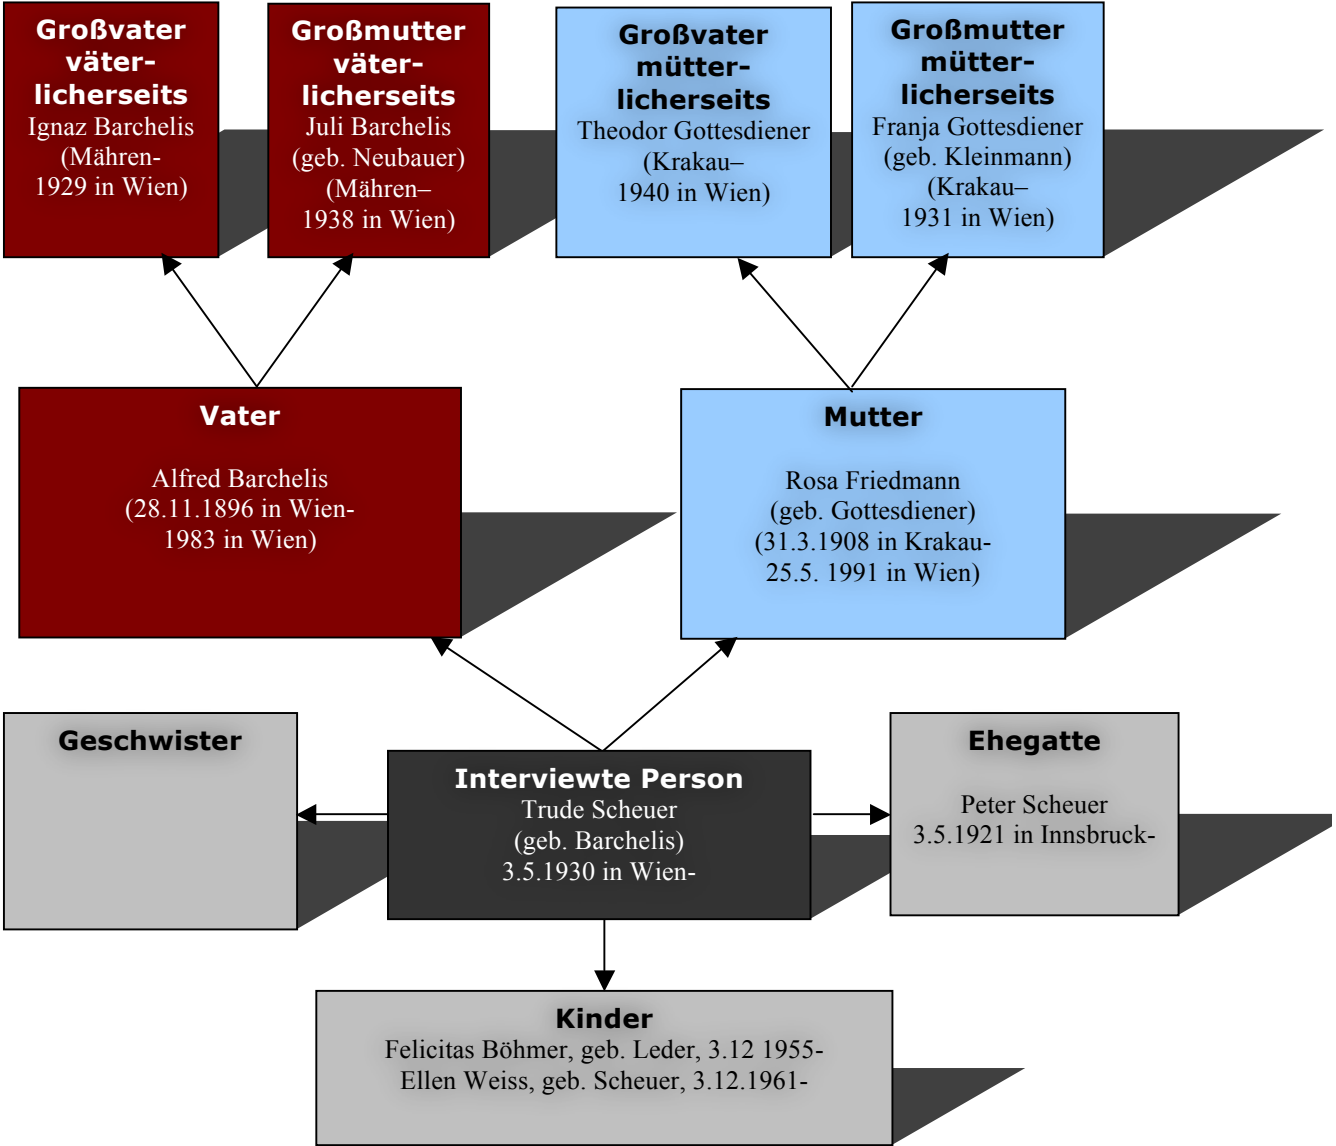 Großvater
väter-
licherseits
Ignaz Barchelis
(Mähren-
1929 in Wien)
Großmutter
väter-
licherseits
Juli Barchelis
(geb. Neubauer)
(Mähren–
1938 in Wien)
Großvater
mütter-
licherseits
Theodor Gottesdiener
(Krakau–
1940 in Wien)
Großmutter
mütter-
licherseits
Franja Gottesdiener
(geb. Kleinmann)
(Krakau–
1931 in Wien)
Vater
Alfred Barchelis
(28.11.1896 in Wien-
1983 in Wien)
Mutter
Rosa Friedmann
(geb. Gottesdiener)
(31.3.1908 in Krakau-
25.5. 1991 in Wien)
Geschwister
Interviewte Person
Trude Scheuer
(geb. Barchelis)
3.5.1930 in Wien-
Ehegatte
Peter Scheuer
3.5.1921 in Innsbruck-
Kinder
Felicitas Böhmer, geb. Leder, 3.12 1955-
Ellen Weiss, geb. Scheuer, 3.12.1961-